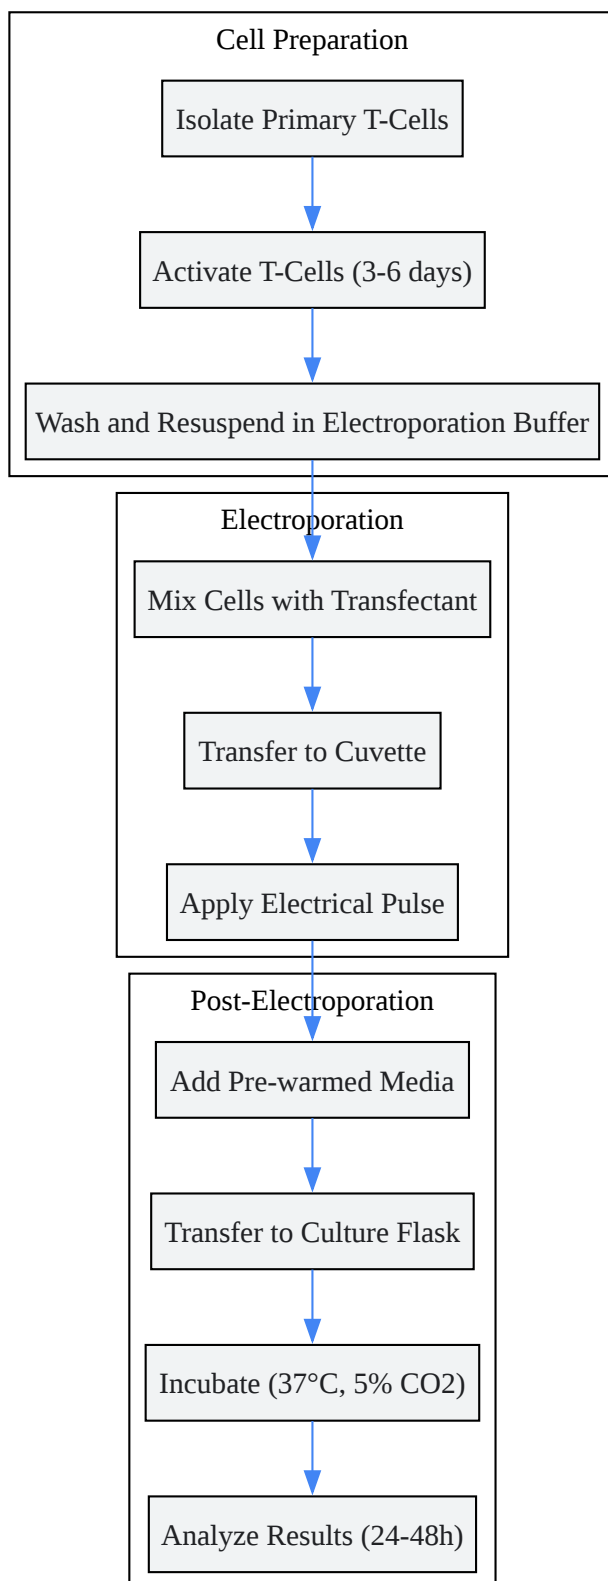 Cell Preparation
Isolate Primary T-Cells
Activate T-Cells (3-6 days)
Wash and Resuspend in Electroporation Buffer
Electroporation
Mix Cells with Transfectant
Transfer to Cuvette
Apply Electrical Pulse
Post-Electroporation
Add Pre-warmed Media
Transfer to Culture Flask
Incubate (37°C, 5% CO2)
Analyze Results (24-48h)